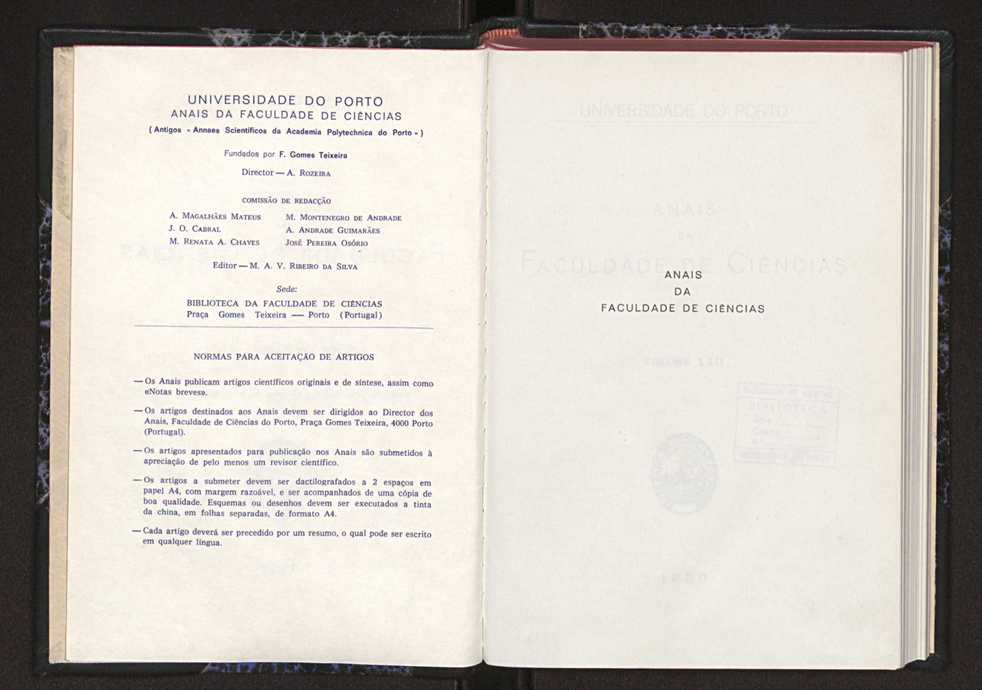 UNIVERSIDADE DO PORTO
ANAIS DA FACULDADE DE CIÊNCIAS
( Antigos - Annaes Scientificos da Academia Polytechnica do Porto - )
Fundados por F. Gomes Teixeira
Director — A. ROZEIRA
COMISSÃO DE REDACÇÃO
A. MAGALHÃES MATEUS M. MONTENEGRO DE ANDRADE
J. O. CABRAL A. ANDRADE GUIMARÃES
M. RENATA A. CHAVES JOSÉ PEREIRA OSÓRIO
Editor — M. A. V. RIBEIRO DA SILVA
Sede:
BIBLIOTECA DA FACULDADE DE CIÊNCIAS
Praça Gomes Teixeira — Porto (Portugal)
NORMAS PARA ACEITAÇÃO DE ARTIGOS
— Os Anais publicam artigos científicos originais e de síntese, assim como
«Notas breves».
— Os artigos destinados aos Anais devem ser dirigidos ao Director dos
Anais, Faculdade de Ciências do Porto, Praça Gomes Teixeira, 4000 Porto
(Portugal).
— Os artigos apresentados para publicação nos Anais são submetidos à
apreciação de pelo menos um revisor científico.
— Os artigos a submeter devem ser dactilografados a 2 espaços em
papel A4, com margem razoável, e ser acompanhados de uma cópia de
boa qualidade. Esquemas ou desenhos devem ser executados a tinta
da china, em folhas separadas, de formato A4.
— Cada artigo deverá ser precedido por um resumo, o qual pode ser escrito
em qualquer língua.
UNIVERSIDADE DO PORTO
ANAIS
DA
FACULDADE DE CIÊNCIAS
ANAIS
DA
FACULDADE DE CIÊNCIAS